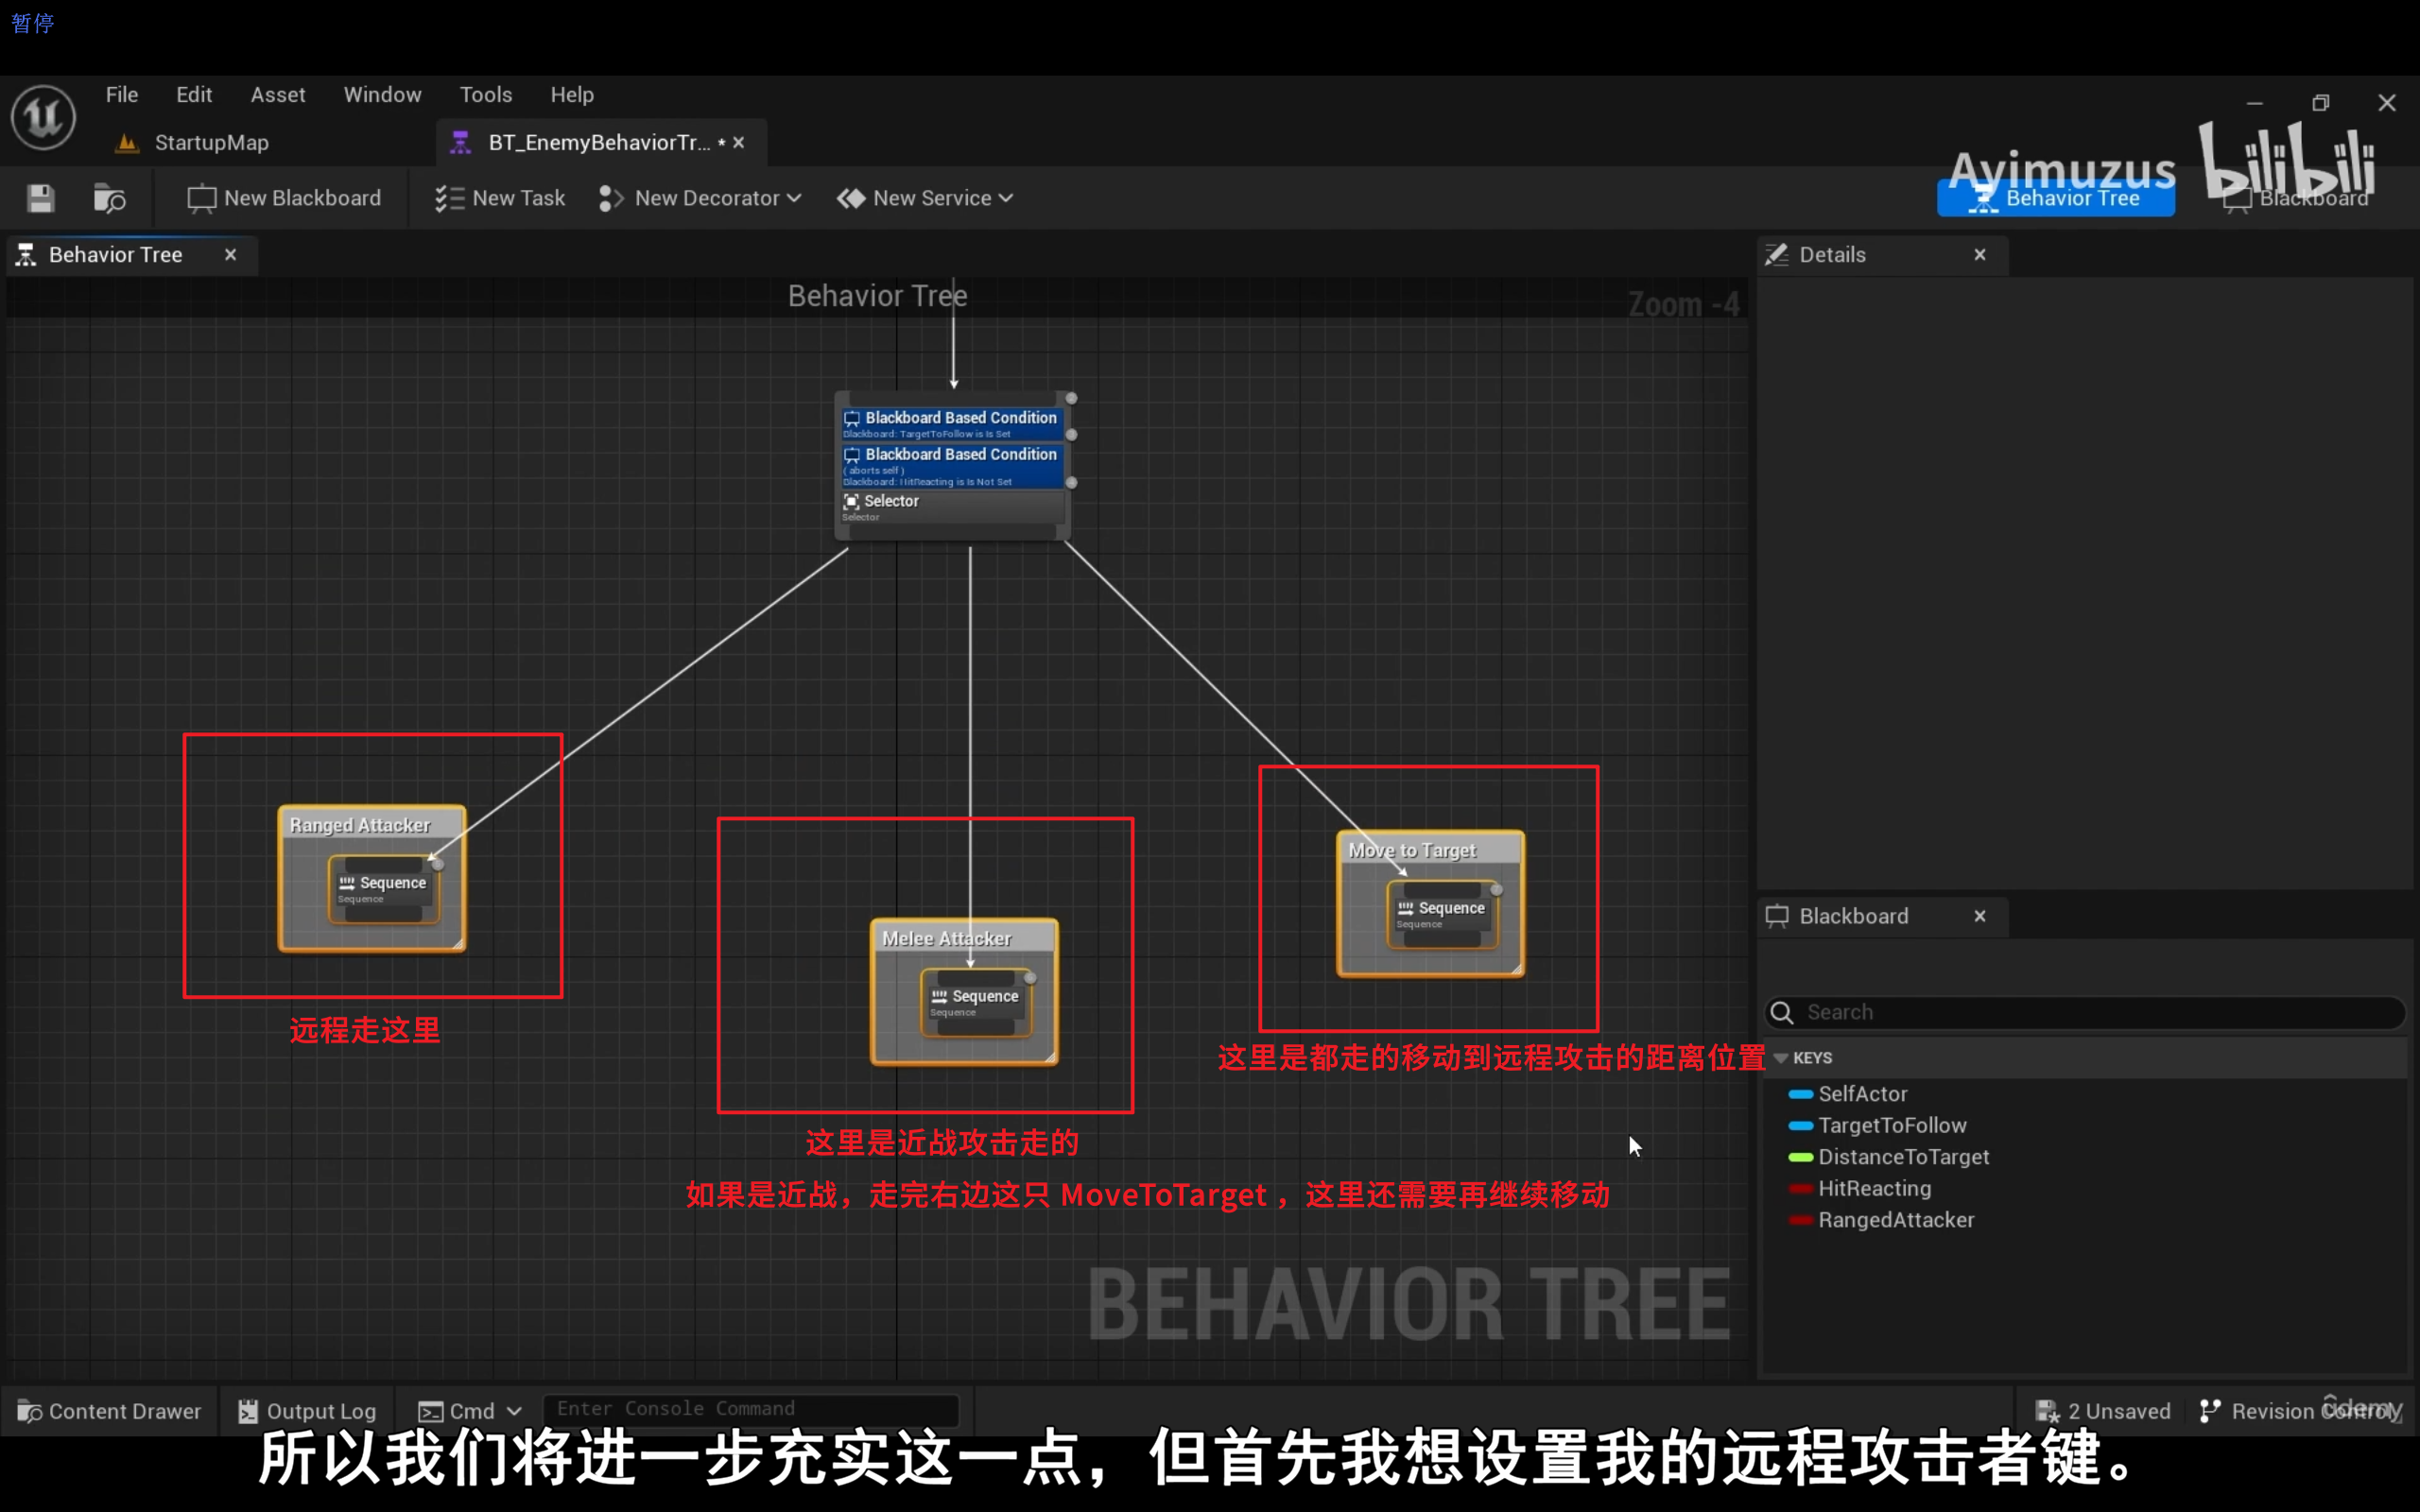 暂停
File Edit Asset Window Tools Help
StartupMap
BT_EnemyBehaviorTr... *
Ayimuzus
bilibili
New Blackboard
New Task
New Decorator
New Service
Behavior Tree
Blackboard
Behavior Tree
Details
Behavior Tree
Zoom -4
Blackboard Based Condition
Blackboard: TargetToFollow is Is Set
Blackboard Based Condition
( aborts self )
Blackboard: HitReacting is Is Not Set
Selector
Selector
Ranged Attacker
Sequence
Sequence
远程走这里
Melee Attacker
Sequence
Sequence
这里是近战攻击走的
如果是近战，走完右边这只 MoveToTarget ，这里还需要再继续移动
Move to Target
Sequence
Sequence
这里是都走的移动到远程攻击的距离位置
BEHAVIOR TREE
Blackboard
Search
KEYS
SelfActor
TargetToFollow
DistanceToTarget
HitReacting
RangedAttacker
Content Drawer
Output Log
Cmd
Enter Console Command
2 Unsaved
Revision Control
ûdemy
所以我们将进一步充实这一点，但首先我想设置我的远程攻击者键。